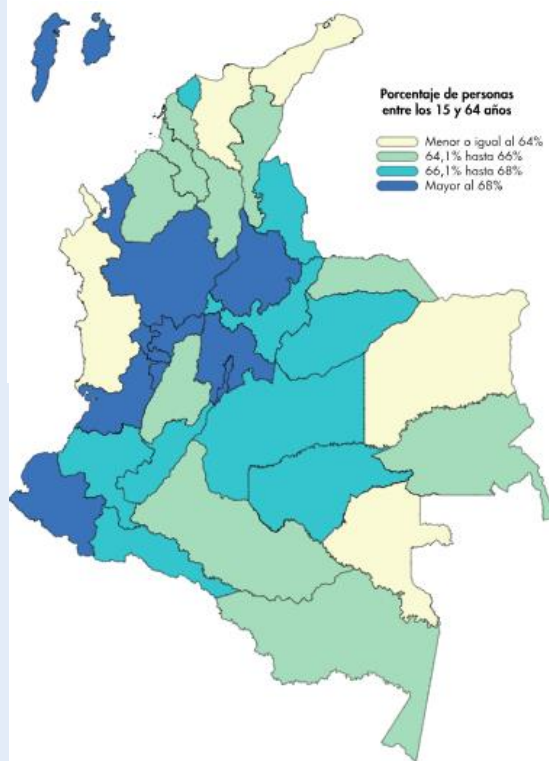 Porcentaje de personas
entre los 15 y 64 años
Menor o igual al 64%
64,1% hasta 66%
66,1% hasta 68%
Mayor al 68%